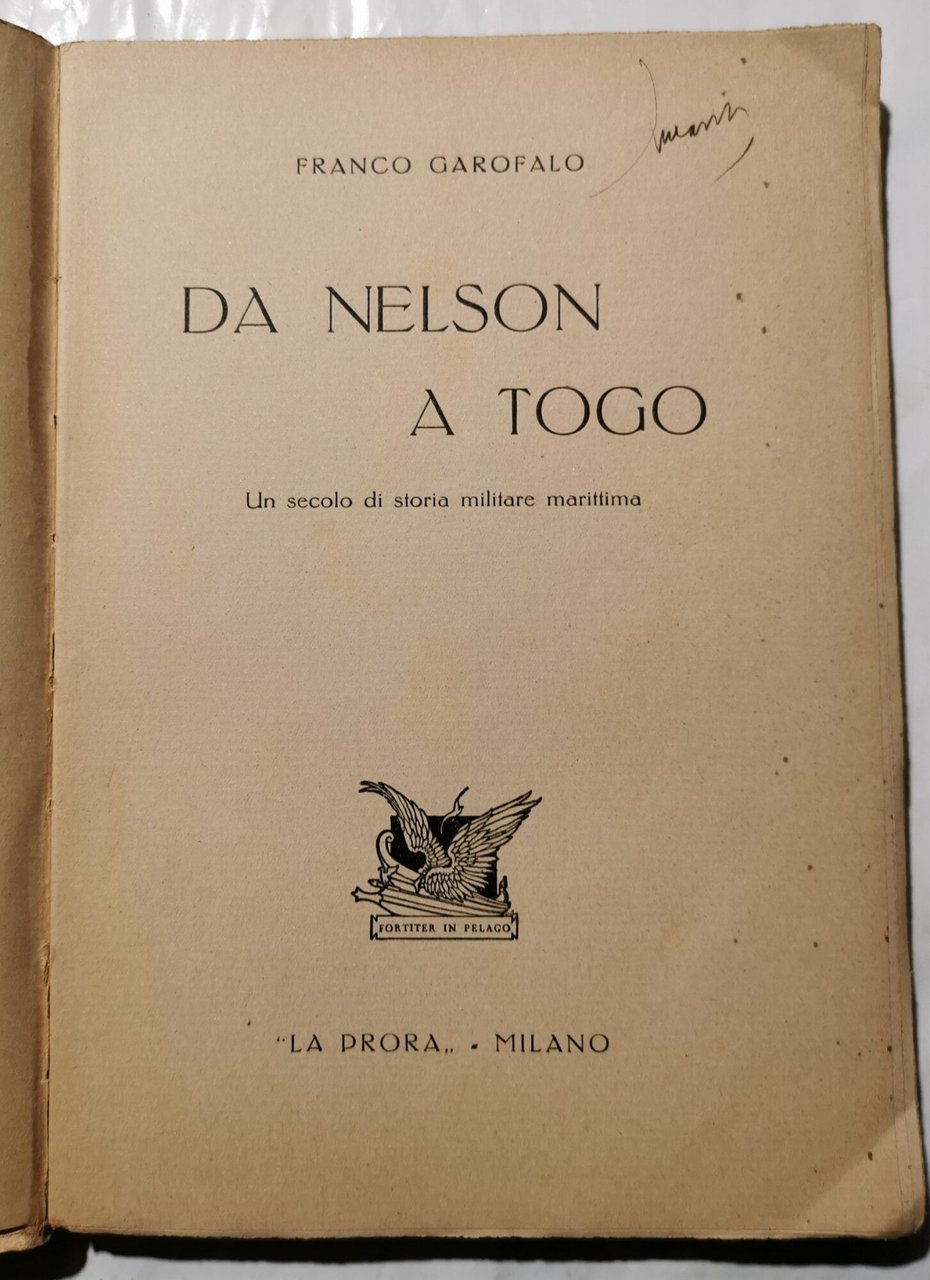 FRANCO GAROFALO
DA NELSON
A TOGO
Un secolo di storia militare marittima
FORTITER IN PELAGO
“LA PRORA„ - MILANO